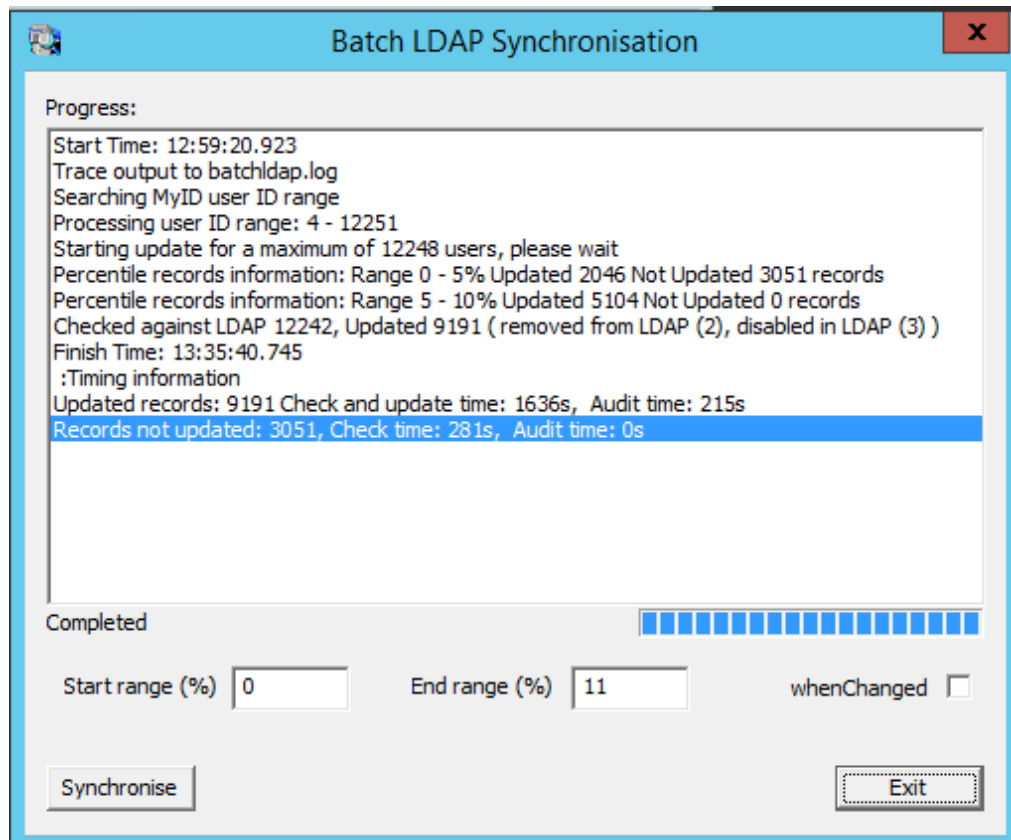 Batch LDAP Synchronisation
x
Progress:
Start Time: 12:59:20.923
Trace output to batchldap.log
Searching MyID user ID range
Processing user ID range: 4 - 12251
Starting update for a maximum of 12248 users, please wait
Percentile records information: Range 0 - 5% Updated 2046 Not Updated 3051 records
Percentile records information: Range 5 - 10% Updated 5104 Not Updated 0 records
Checked against LDAP 12242, Updated 9191 ( removed from LDAP (2), disabled in LDAP (3) )
Finish Time: 13:35:40.745
:Timing information
Updated records: 9191 Check and update time: 1636s, Audit time: 215s
Records not updated: 3051, Check time: 281s, Audit time: 0s
Completed
Start range (%) 0 End range (%) 11 whenChanged
Synchronise Exit